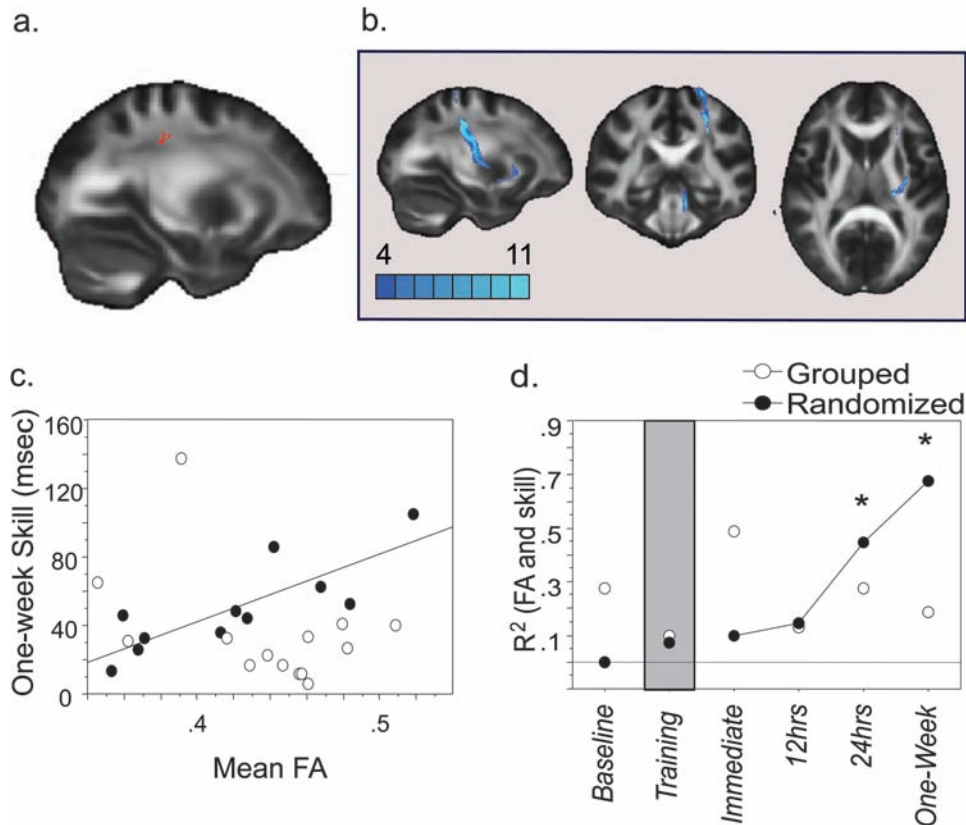 a.
b.
4 11
c.
One-week Skill (msec)
160
120
80
40
0
.4 .5
Mean FA
d.
Grouped
Randomized
R² (FA and skill)
.9
.7
.5
.3
.1
*
*
Baseline
Training
Immediate
12hrs
24hrs
One-Week